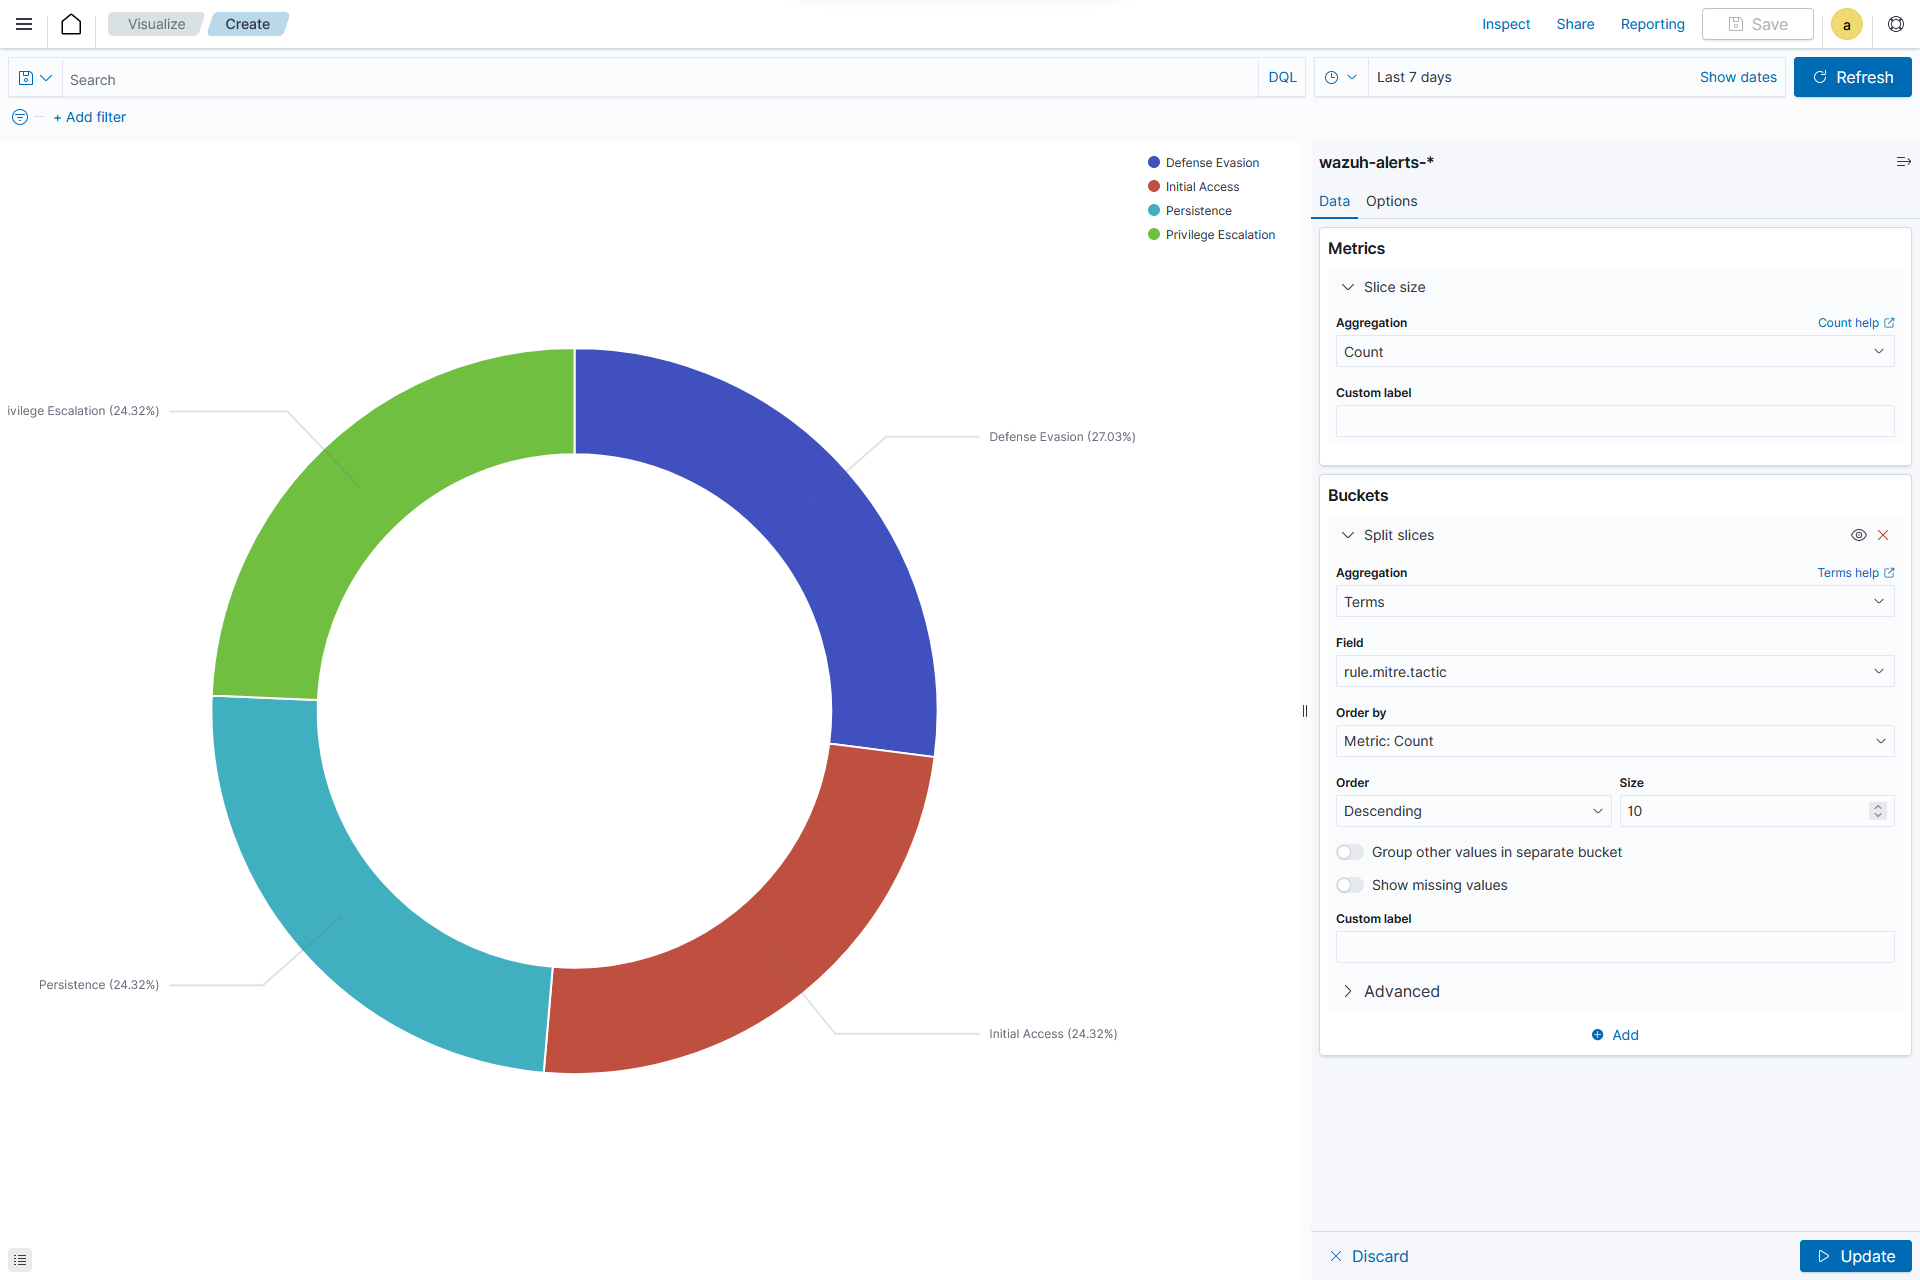 Visualize
Create
Inspect
Share
Reporting
Save
a
Search
DQL
Last 7 days
Show dates
Refresh
+ Add filter
Defense Evasion
Initial Access
Persistence
Privilege Escalation
ivilege Escalation (24.32%)
Defense Evasion (27.03%)
Persistence (24.32%)
Initial Access (24.32%)
wazuh-alerts-*
Data
Options
Metrics
Slice size
Aggregation
Count help
Count
Custom label
Buckets
Split slices
Aggregation
Terms help
Terms
Field
rule.mitre.tactic
Order by
Metric: Count
Order
Size
Descending
10
Group other values in separate bucket
Show missing values
Custom label
Advanced
Add
Discard
Update